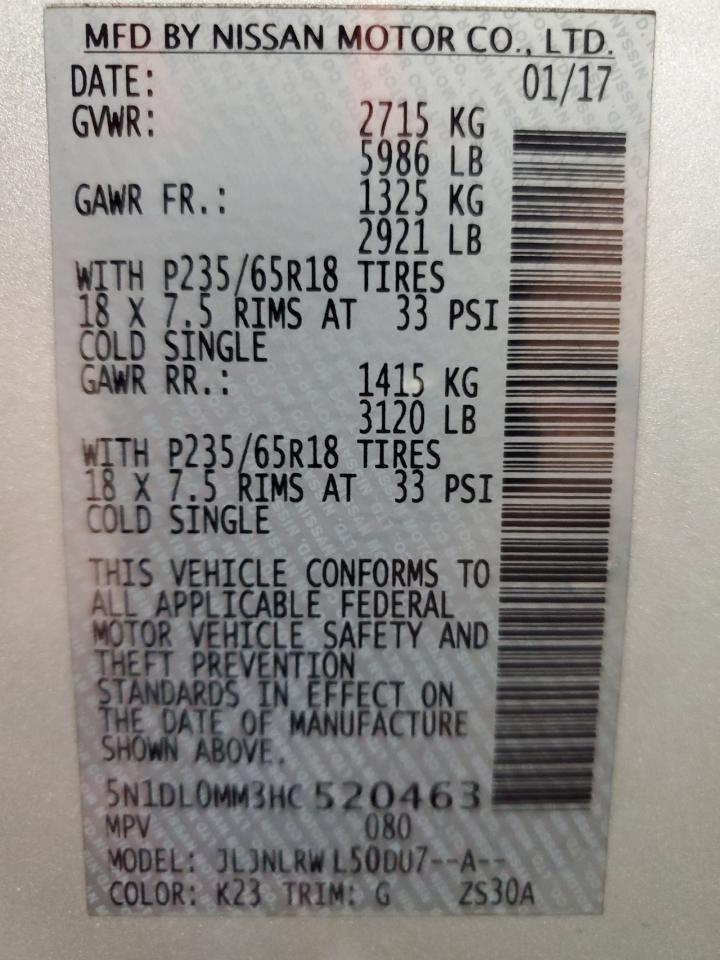 MFD BY NISSAN MOTOR CO., LTD.
DATE: 01/17
GVWR: 2715 KG
5986 LB
GAWR FR.: 1325 KG
2921 LB
WITH P235/65R18 TIRES
18 X 7.5 RIMS AT 33 PSI
COLD SINGLE
GAWR RR.: 1415 KG
3120 LB
WITH P235/65R18 TIRES
18 X 7.5 RIMS AT 33 PSI
COLD SINGLE
THIS VEHICLE CONFORMS TO
ALL APPLICABLE FEDERAL
MOTOR VEHICLE SAFETY AND
THEFT PREVENTION
STANDARDS IN EFFECT ON
THE DATE OF MANUFACTURE
SHOWN ABOVE.
5N1DL0MM3HC 520463
MPV 080
MODEL: JLJNLRW L50DU7--A--
COLOR: K23 TRIM: G ZS30A